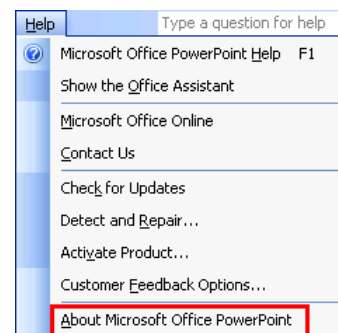 Help Type a question for help
Microsoft Office PowerPoint Help F1
Show the Office Assistant
Microsoft Office Online
Contact Us
Check for Updates
Detect and Repair...
Activate Product...
Customer Feedback Options...
About Microsoft Office PowerPoint